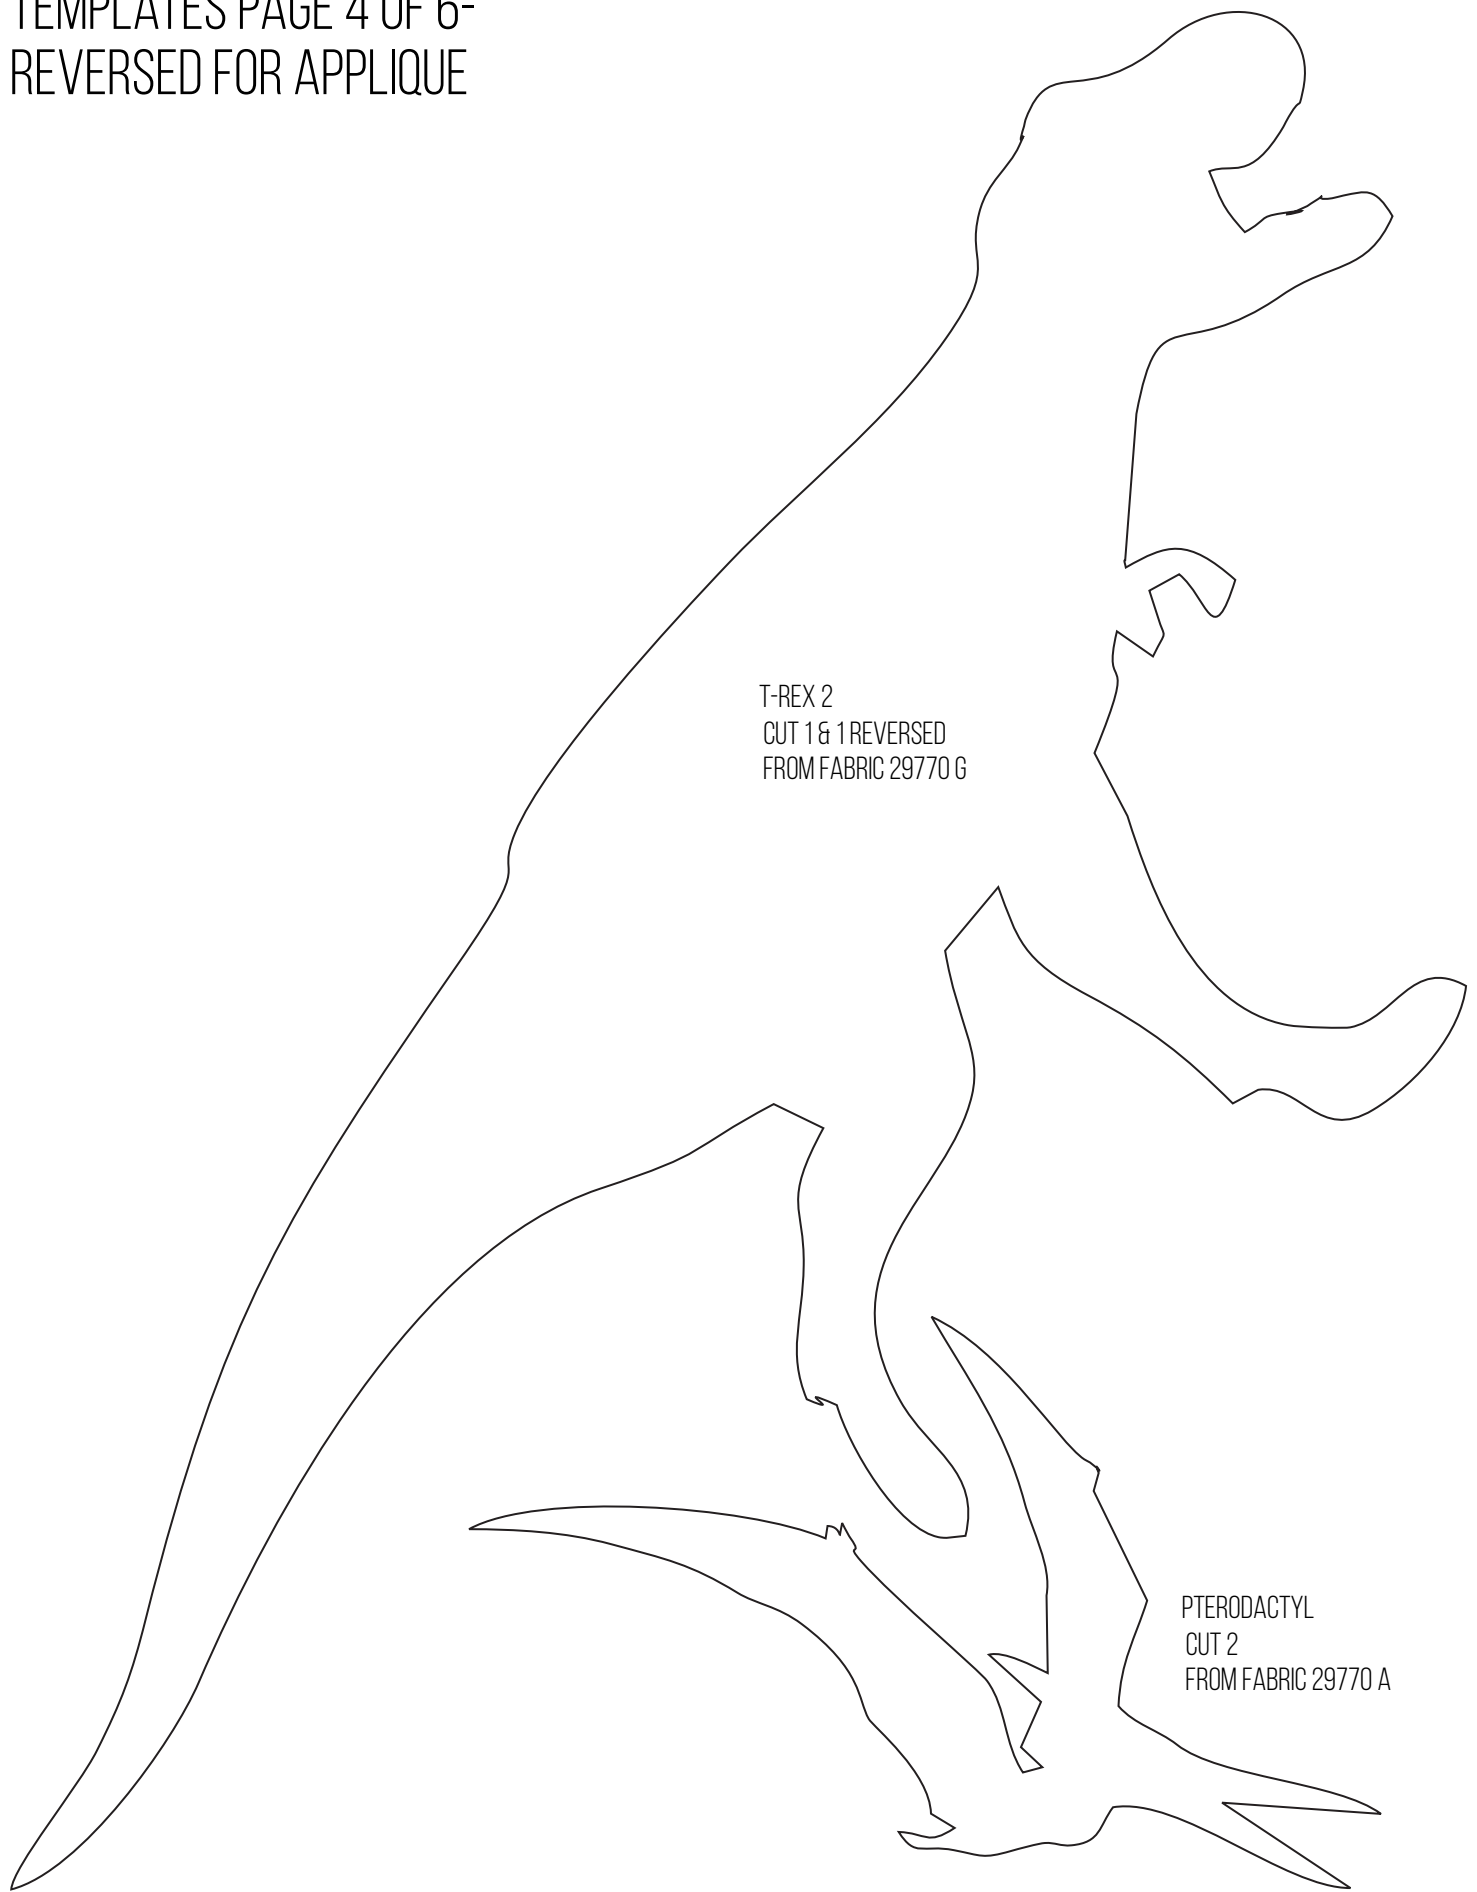 TEMPLATES PAGE 4 OF 6-
REVERSED FOR APPLIQUE
T-REX 2
CUT 1 & 1 REVERSED
FROM FABRIC 29770 G
PTERODACTYL
CUT 2
FROM FABRIC 29770 A